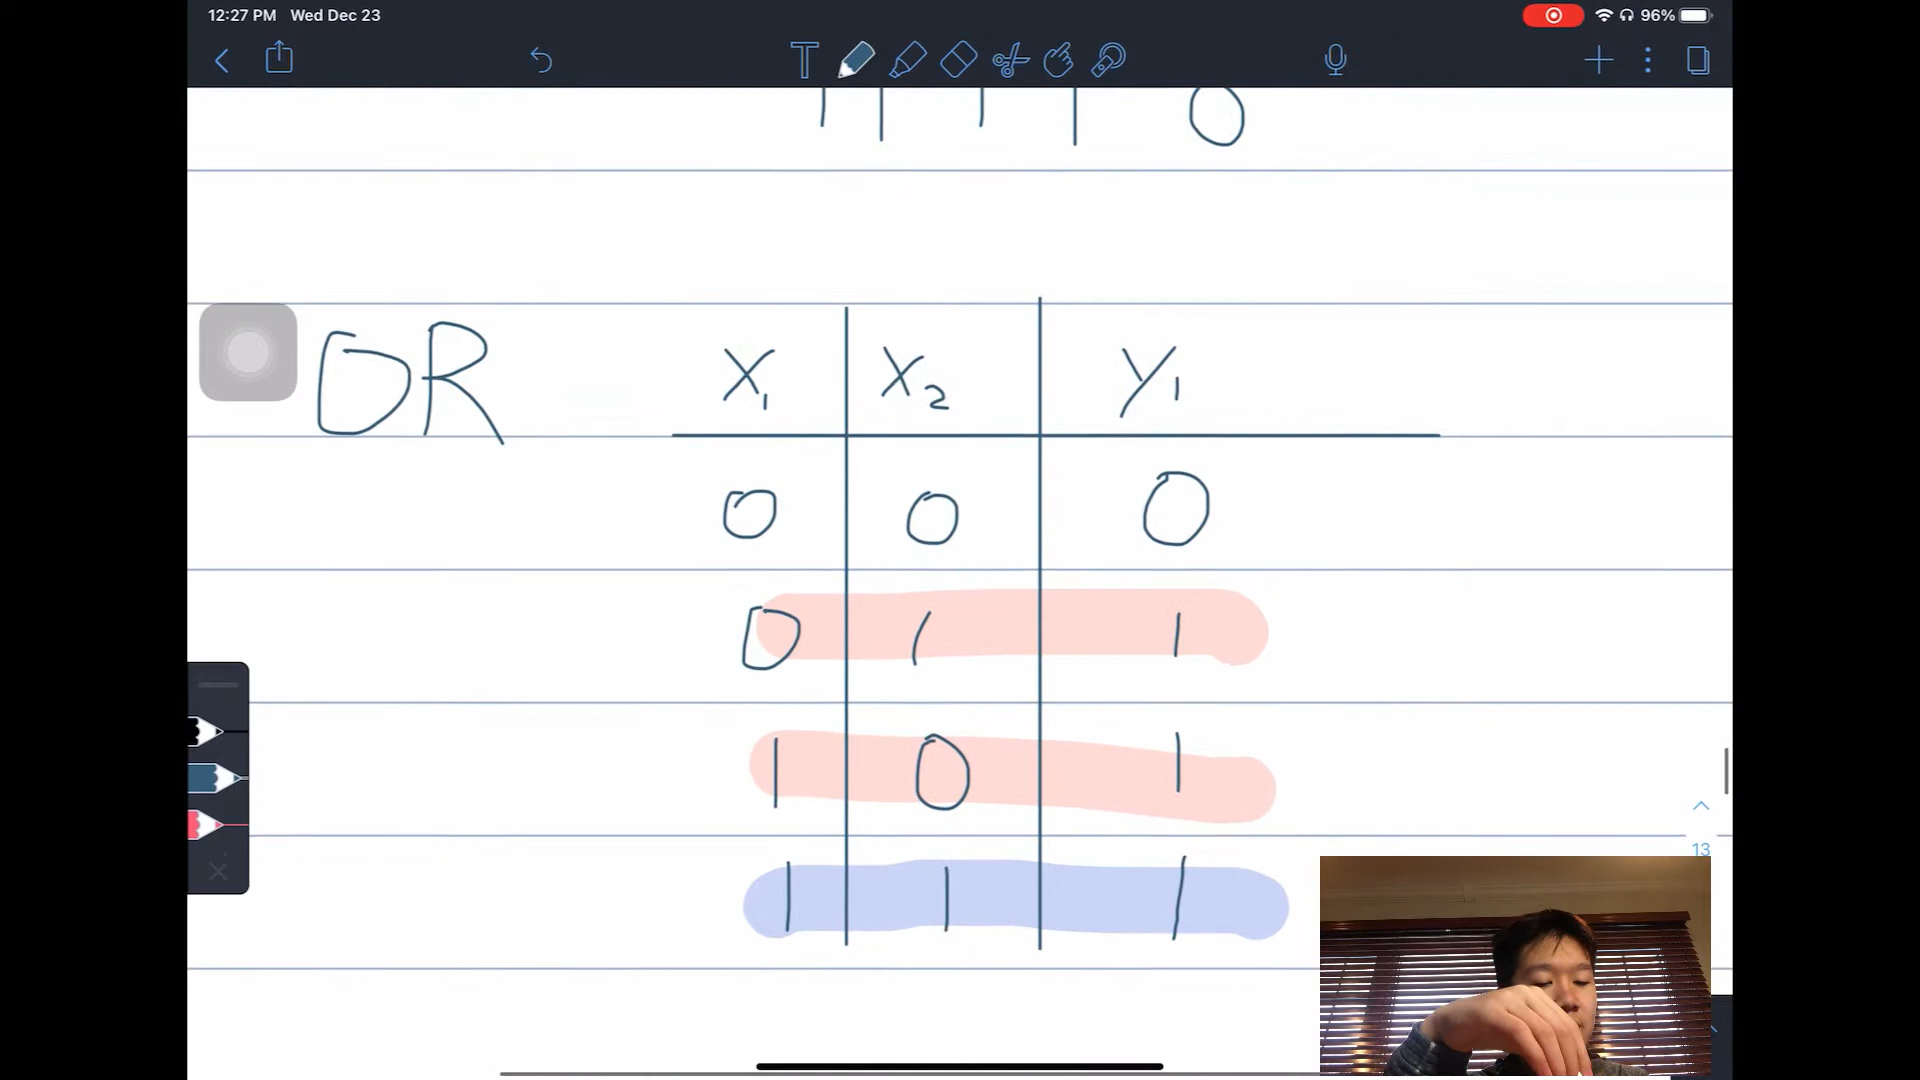 12:27 PM Wed Dec 23 96%
T
1 1 1 1 0
OR X₁ X₂ Y₁
0 0 0
0 1 1
1 0 1
1 1 1
13